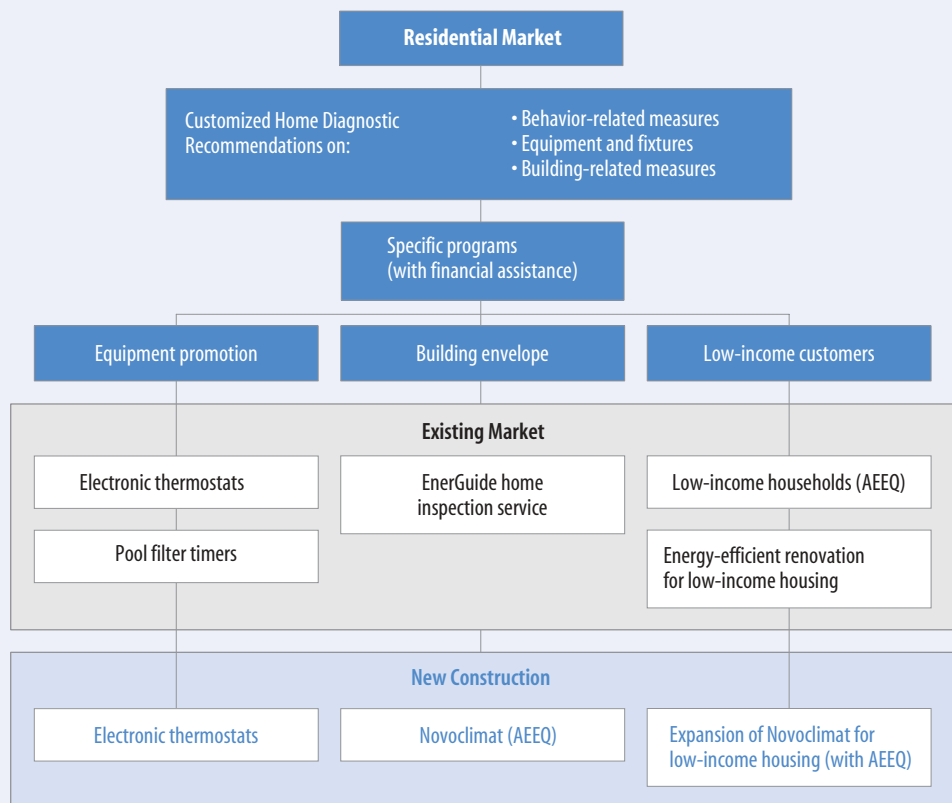 Residential Market
Customized Home Diagnostic
Recommendations on:
• Behavior-related measures
• Equipment and fixtures
• Building-related measures
Specific programs
(with financial assistance)
Equipment promotion
Building envelope
Low-income customers
Existing Market
Electronic thermostats
Pool filter timers
EnerGuide home
inspection service
Low-income households (AEEQ)
Energy-efficient renovation
for low-income housing
New Construction
Electronic thermostats
Novoclimat (AEEQ)
Expansion of Novoclimat for
low-income housing (with AEEQ)